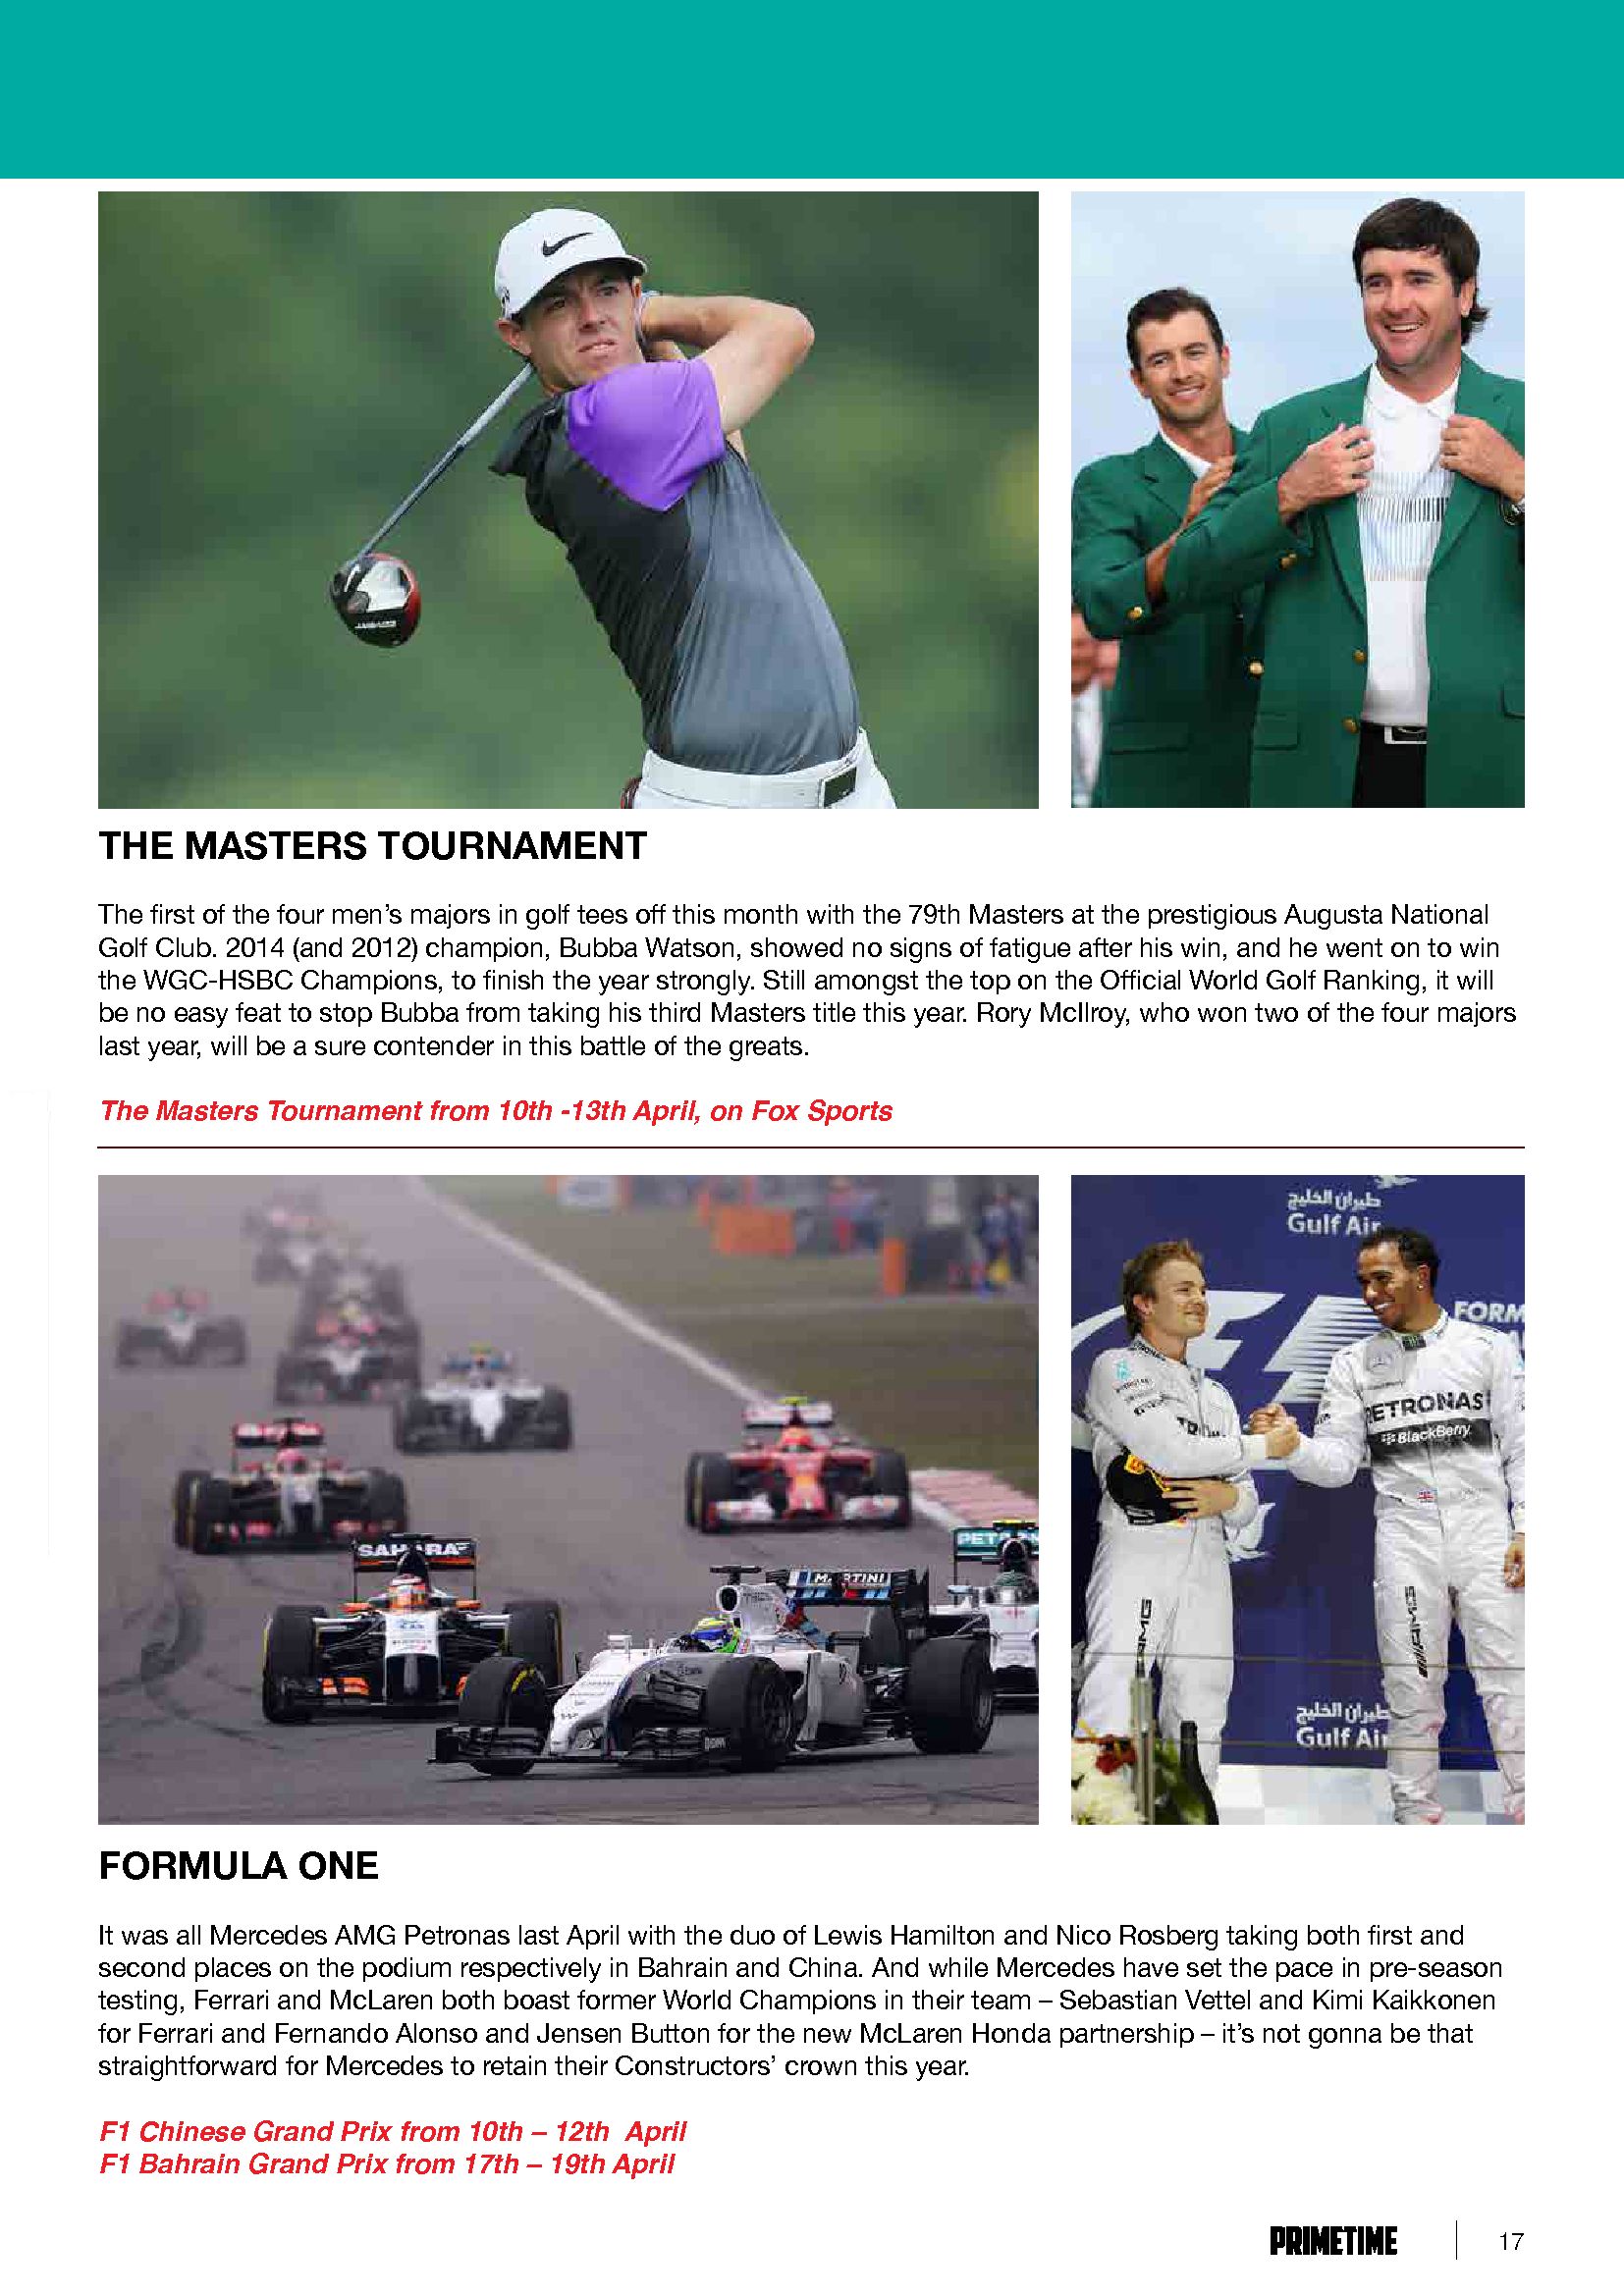 THE MASTERS TOURNAMENT
The first of the four men's majors in golf tees off this month with the 79th Masters at the prestigious Augusta National
Golf Club. 2014 (and 2012) champion, Bubba Watson, showed no signs of fatigue after his win, and he went on to win
the WGC-HSBC Champions, to finish the year strongly. Still amongst the top on the Official World Golf Ranking, it will
be no easy feat to stop Bubba from taking his third Masters title this year. Rory McIlroy, who won two of the four majors
last year, will be a sure contender in this battle of the greats.
The Masters Tournament from 10th -13th April, on Fox Sports
SAHARA
MARTINI
طيران الخليج
Gulf Air
FORM
PETRONAS
BlackBerry
AMG
AMG
طيران الخليج
Gulf Air
FORMULA ONE
It was all Mercedes AMG Petronas last April with the duo of Lewis Hamilton and Nico Rosberg taking both first and
second places on the podium respectively in Bahrain and China. And while Mercedes have set the pace in pre-season
testing, Ferrari and McLaren both boast former World Champions in their team – Sebastian Vettel and Kimi Kaikkonen
for Ferrari and Fernando Alonso and Jensen Button for the new McLaren Honda partnership – it's not gonna be that
straightforward for Mercedes to retain their Constructors' crown this year.
F1 Chinese Grand Prix from 10th – 12th  April
F1 Bahrain Grand Prix from 17th – 19th April
PRIMETIME 17